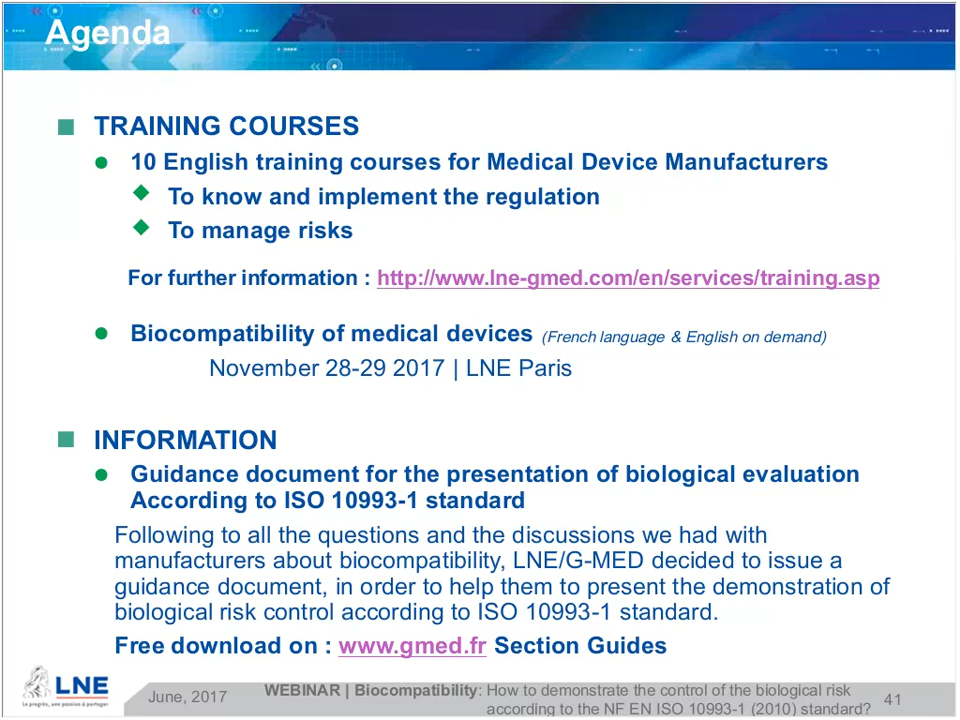 Agenda
TRAINING COURSES
10 English training courses for Medical Device Manufacturers
To know and implement the regulation
To manage risks
For further information : http://www.lne-gmed.com/en/services/training.asp
Biocompatibility of medical devices (French language & English on demand)
November 28-29 2017 | LNE Paris
INFORMATION
Guidance document for the presentation of biological evaluation
According to ISO 10993-1 standard
Following to all the questions and the discussions we had with
manufacturers about biocompatibility, LNE/G-MED decided to issue a
guidance document, in order to help them to present the demonstration of
biological risk control according to ISO 10993-1 standard.
Free download on : www.gmed.fr Section Guides
LNE
Le progrès, une passion à partager
June, 2017
WEBINAR | Biocompatibility: How to demonstrate the control of the biological risk
according to the NF EN ISO 10993-1 (2010) standard?
41